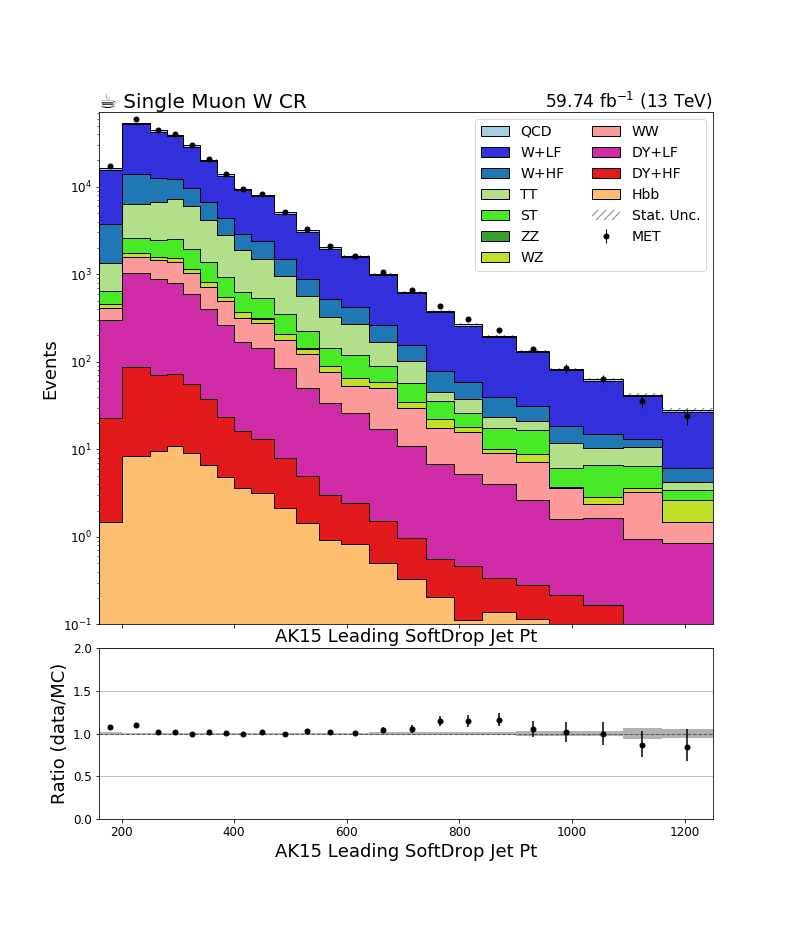 ☕ Single Muon W CR
59.74 fb⁻¹ (13 TeV)
QCD
W+LF
W+HF
TT
ST
ZZ
WZ
WW
DY+LF
DY+HF
Hbb
Stat. Unc.
MET
Events
10⁴
10³
10²
10¹
10⁰
10⁻¹
AK15 Leading SoftDrop Jet Pt
Ratio (data/MC)
2.0
1.5
1.0
0.5
0.0
200 400 600 800 1000 1200
AK15 Leading SoftDrop Jet Pt